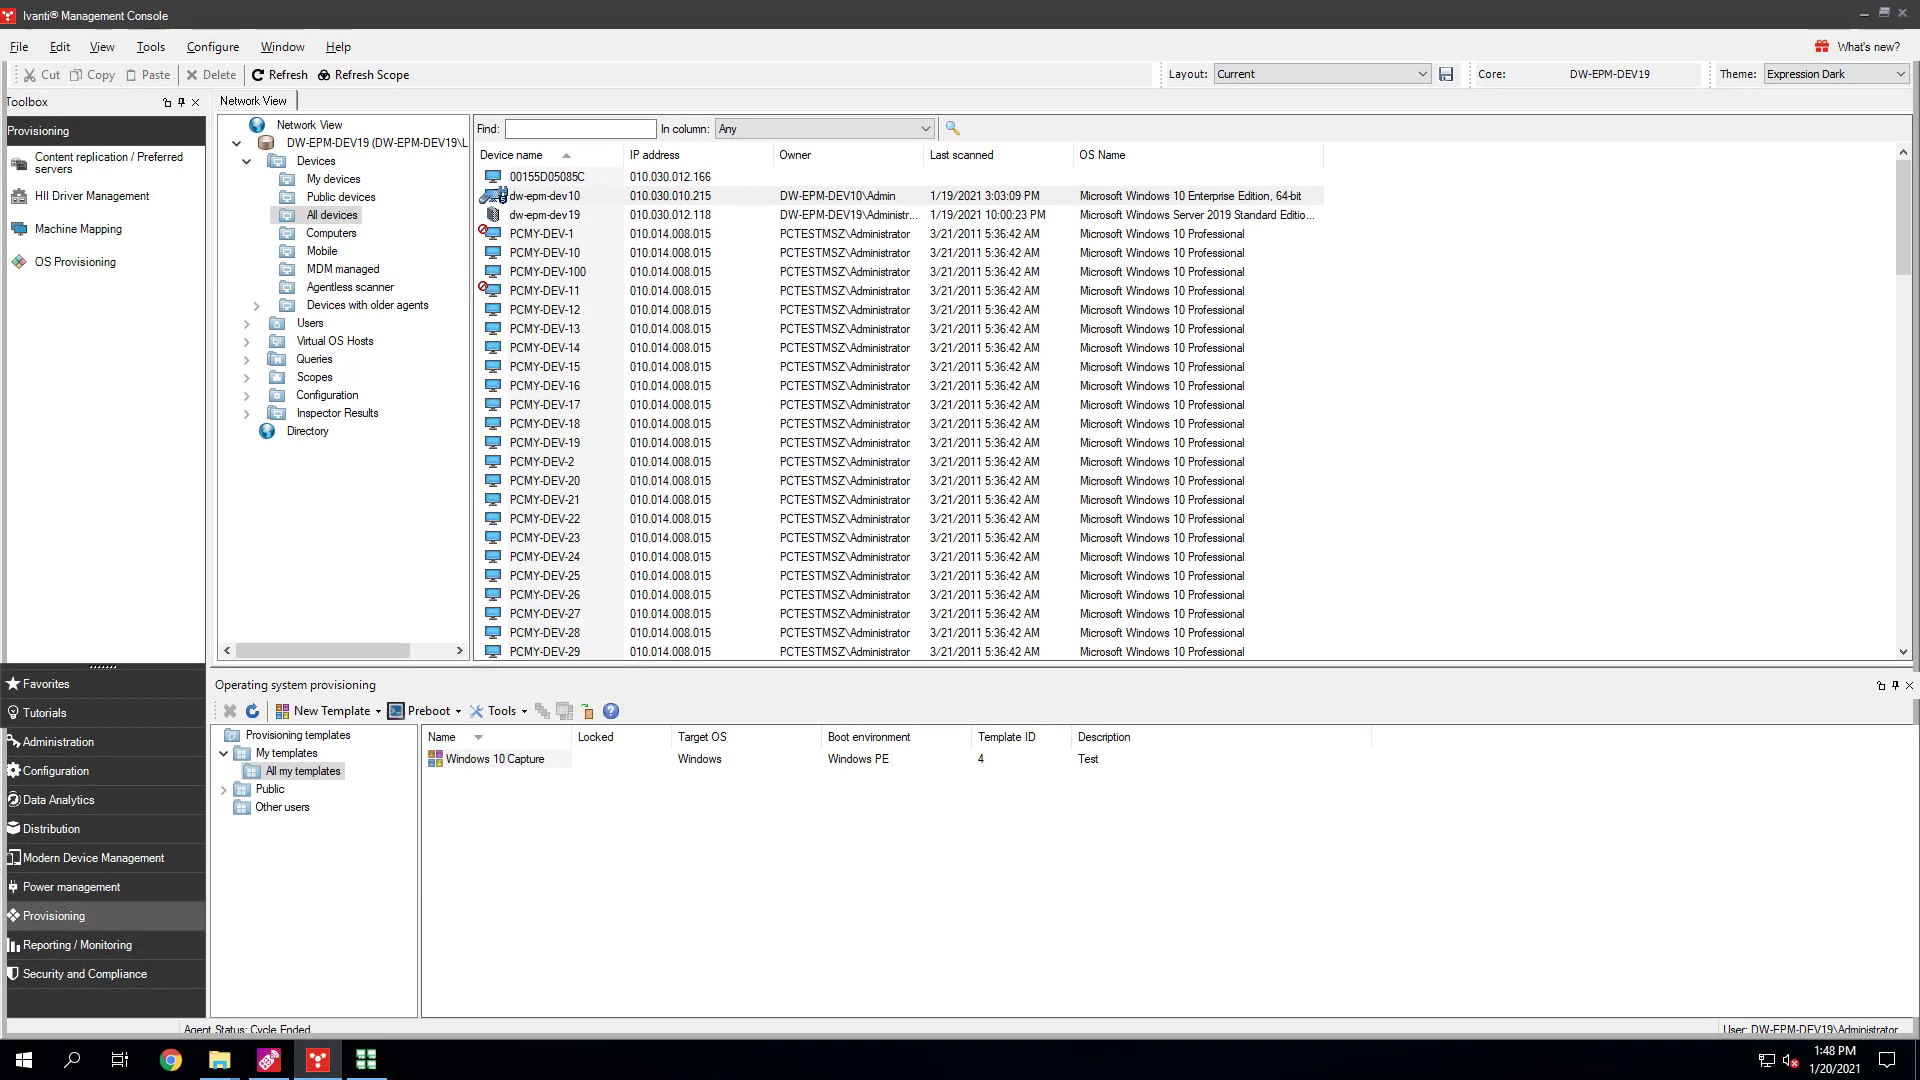 Ivanti® Management Console
File Edit View Tools Configure Window Help What's new?
Cut Copy Paste Delete Refresh Refresh Scope Layout: Current Core: DW-EPM-DEV19 Theme: Expression Dark
Toolbox
Provisioning
Content replication / Preferred
servers
HII Driver Management
Machine Mapping
OS Provisioning
Favorites
Tutorials
Administration
Configuration
Data Analytics
Distribution
Modern Device Management
Power management
Provisioning
Reporting / Monitoring
Security and Compliance
Network View
Network View
DW-EPM-DEV19 (DW-EPM-DEV19\L
Devices
My devices
Public devices
All devices
Computers
Mobile
MDM managed
Agentless scanner
Devices with older agents
Users
Virtual OS Hosts
Queries
Scopes
Configuration
Inspector Results
Directory
Find: In column: Any
Device name IP address Owner Last scanned OS Name
00155D05085C 010.030.012.166
dw-epm-dev10 010.030.010.215 DW-EPM-DEV10\Admin 1/19/2021 3:03:09 PM Microsoft Windows 10 Enterprise Edition, 64-bit
dw-epm-dev19 010.030.012.118 DW-EPM-DEV19\Administr... 1/19/2021 10:00:23 PM Microsoft Windows Server 2019 Standard Editio...
PCMY-DEV-1 010.014.008.015 PCTESTMSZ\Administrator 3/21/2011 5:36:42 AM Microsoft Windows 10 Professional
PCMY-DEV-10 010.014.008.015 PCTESTMSZ\Administrator 3/21/2011 5:36:42 AM Microsoft Windows 10 Professional
PCMY-DEV-100 010.014.008.015 PCTESTMSZ\Administrator 3/21/2011 5:36:42 AM Microsoft Windows 10 Professional
PCMY-DEV-11 010.014.008.015 PCTESTMSZ\Administrator 3/21/2011 5:36:42 AM Microsoft Windows 10 Professional
PCMY-DEV-12 010.014.008.015 PCTESTMSZ\Administrator 3/21/2011 5:36:42 AM Microsoft Windows 10 Professional
PCMY-DEV-13 010.014.008.015 PCTESTMSZ\Administrator 3/21/2011 5:36:42 AM Microsoft Windows 10 Professional
PCMY-DEV-14 010.014.008.015 PCTESTMSZ\Administrator 3/21/2011 5:36:42 AM Microsoft Windows 10 Professional
PCMY-DEV-15 010.014.008.015 PCTESTMSZ\Administrator 3/21/2011 5:36:42 AM Microsoft Windows 10 Professional
PCMY-DEV-16 010.014.008.015 PCTESTMSZ\Administrator 3/21/2011 5:36:42 AM Microsoft Windows 10 Professional
PCMY-DEV-17 010.014.008.015 PCTESTMSZ\Administrator 3/21/2011 5:36:42 AM Microsoft Windows 10 Professional
PCMY-DEV-18 010.014.008.015 PCTESTMSZ\Administrator 3/21/2011 5:36:42 AM Microsoft Windows 10 Professional
PCMY-DEV-19 010.014.008.015 PCTESTMSZ\Administrator 3/21/2011 5:36:42 AM Microsoft Windows 10 Professional
PCMY-DEV-2 010.014.008.015 PCTESTMSZ\Administrator 3/21/2011 5:36:42 AM Microsoft Windows 10 Professional
PCMY-DEV-20 010.014.008.015 PCTESTMSZ\Administrator 3/21/2011 5:36:42 AM Microsoft Windows 10 Professional
PCMY-DEV-21 010.014.008.015 PCTESTMSZ\Administrator 3/21/2011 5:36:42 AM Microsoft Windows 10 Professional
PCMY-DEV-22 010.014.008.015 PCTESTMSZ\Administrator 3/21/2011 5:36:42 AM Microsoft Windows 10 Professional
PCMY-DEV-23 010.014.008.015 PCTESTMSZ\Administrator 3/21/2011 5:36:42 AM Microsoft Windows 10 Professional
PCMY-DEV-24 010.014.008.015 PCTESTMSZ\Administrator 3/21/2011 5:36:42 AM Microsoft Windows 10 Professional
PCMY-DEV-25 010.014.008.015 PCTESTMSZ\Administrator 3/21/2011 5:36:42 AM Microsoft Windows 10 Professional
PCMY-DEV-26 010.014.008.015 PCTESTMSZ\Administrator 3/21/2011 5:36:42 AM Microsoft Windows 10 Professional
PCMY-DEV-27 010.014.008.015 PCTESTMSZ\Administrator 3/21/2011 5:36:42 AM Microsoft Windows 10 Professional
PCMY-DEV-28 010.014.008.015 PCTESTMSZ\Administrator 3/21/2011 5:36:42 AM Microsoft Windows 10 Professional
PCMY-DEV-29 010.014.008.015 PCTESTMSZ\Administrator 3/21/2011 5:36:42 AM Microsoft Windows 10 Professional
Operating system provisioning
New Template Preboot Tools
Provisioning templates
My templates
All my templates
Public
Other users
Name Locked Target OS Boot environment Template ID Description
Windows 10 Capture Windows Windows PE 4 Test
Agent Status: Cycle Ended User: DW-EPM-DEV19\Administrator
1:48 PM
1/20/2021